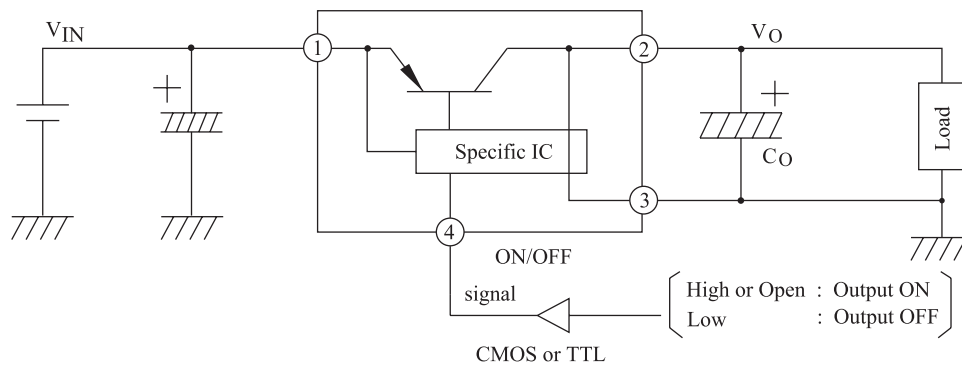 V_IN
1
2
V_O
+
+
Specific IC
C_O
Load
3
4
ON/OFF
signal
High or Open : Output ON
Low : Output OFF
CMOS or TTL